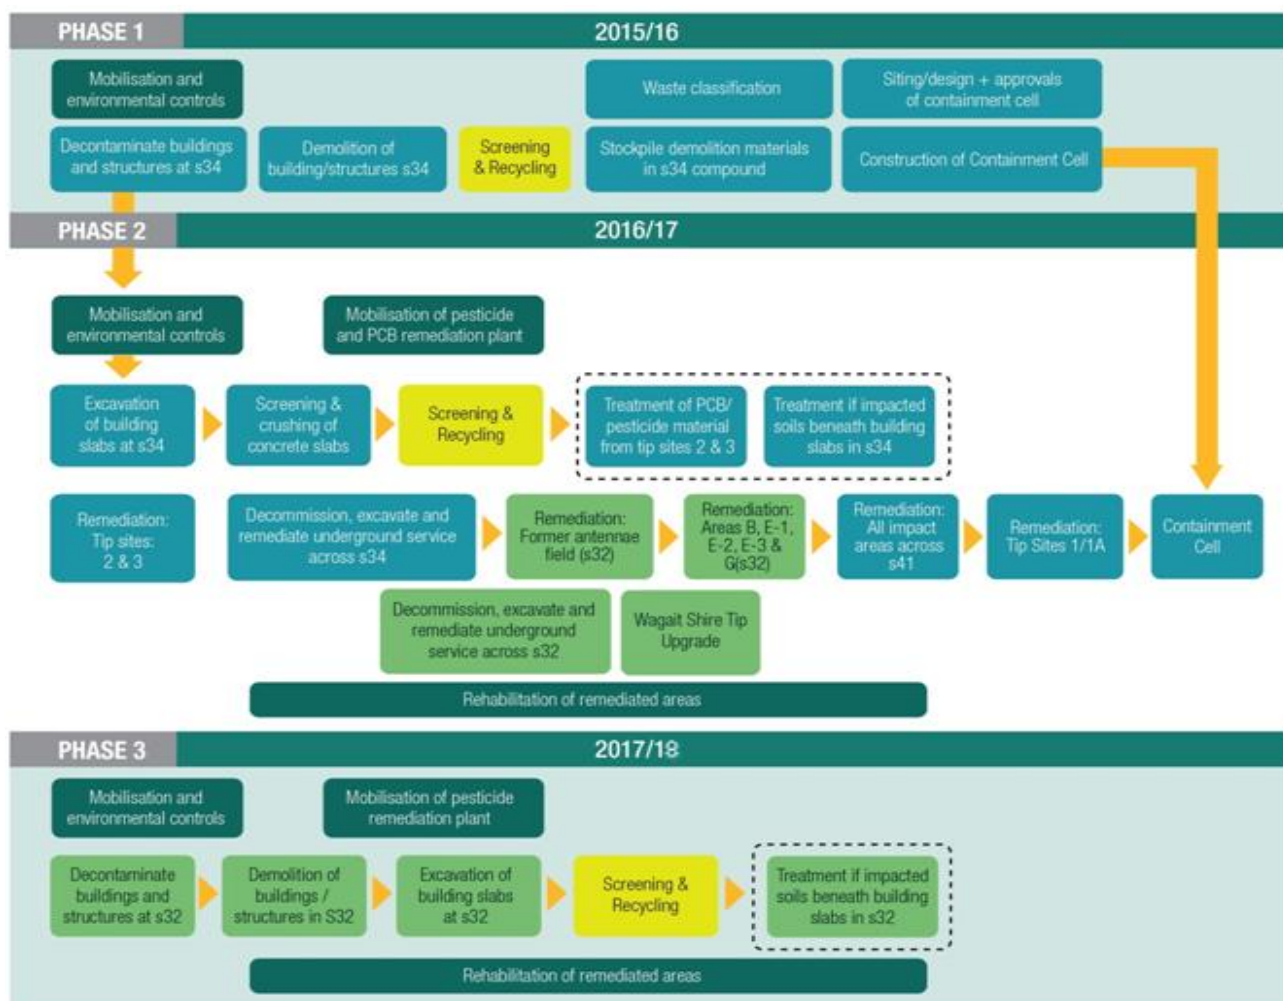 PHASE 1
2015/16
Mobilisation and
environmental controls
Waste classification
Siting/design + approvals
of containment cell
Decontaminate buildings
and structures at s34
Demolition of
building/structures s34
Screening
& Recycling
Stockpile demolition materials
in s34 compound
Construction of Containment Cell
PHASE 2
2016/17
Mobilisation and
environmental controls
Mobilisation of pesticide
and PCB remediation plant
Excavation
of building
slabs at s34
Screening &
crushing of
concrete slabs
Screening &
Recycling
Treatment of PCB/
pesticide material
from tip sites 2 & 3
Treatment if impacted
soils beneath building
slabs in s34
Remediation:
Tip sites:
2 & 3
Decommission, excavate and
remediate underground service
across s34
Remediation:
Former antennae
field (s32)
Remediation:
Areas B, E-1,
E-2, E-3 &
G(s32)
Remediation:
All impact
areas across
s41
Remediation:
Tip Sites 1/1A
Containment
Cell
Decommission, excavate and
remediate underground
service across s32
Wagait Shire Tip
Upgrade
Rehabilitation of remediated areas
PHASE 3
2017/18
Mobilisation and
environmental controls
Mobilisation of pesticide
remediation plant
Decontaminate
buildings and
structures at s32
Demolition of
buildings /
structures in S32
Excavation of
building slabs
at s32
Screening &
Recycling
Treatment if impacted
soils beneath building
slabs in s32
Rehabilitation of remediated areas